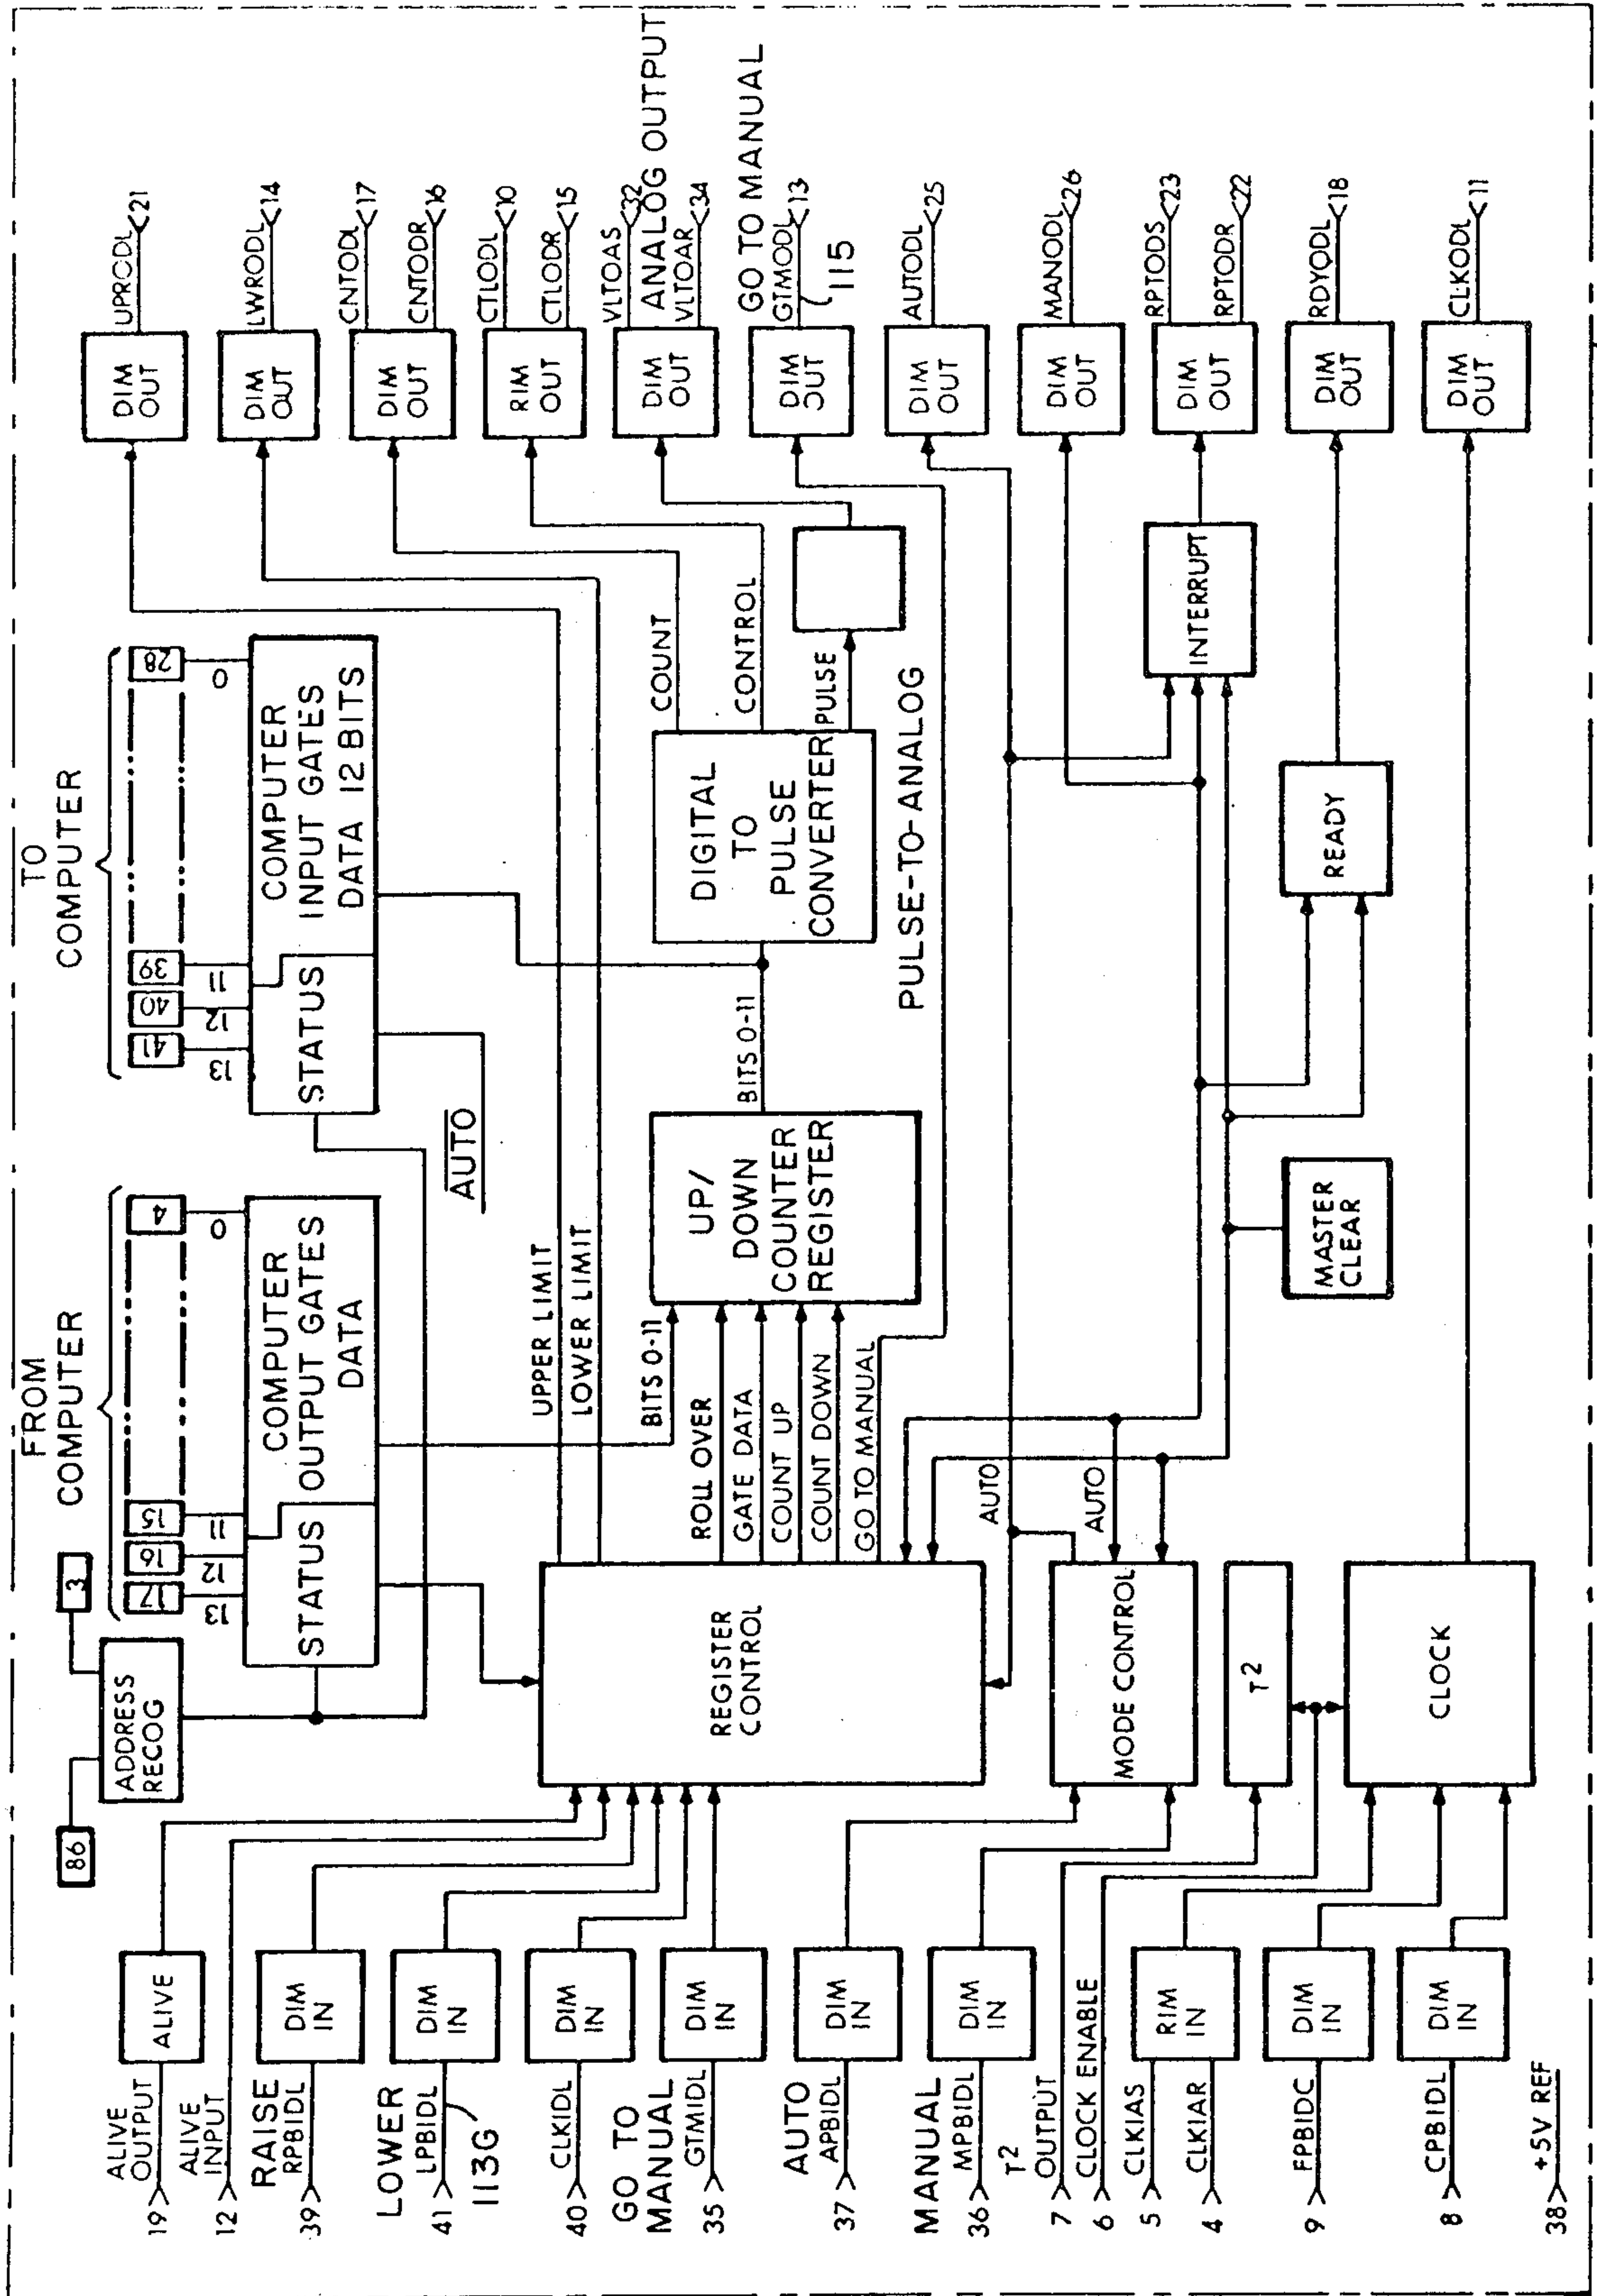 FROM
COMPUTER
TO
COMPUTER
86
3
ADDRESS
RECOG
17
16
15
4
13
12
11
0
STATUS
COMPUTER
OUTPUT GATES
DATA
41
40
39
28
13
12
11
0
STATUS
COMPUTER
INPUT GATES
DATA 12 BITS
AUTO
19
ALIVE
OUTPUT
ALIVE
12
ALIVE
INPUT
39
RAISE
RPBIDL
DIM
IN
41
LOWER
LPBIDL
113G
DIM
IN
40
CLKIDL
DIM
IN
35
GO TO
MANUAL
GTMIDL
DIM
IN
37
AUTO
APBIDL
DIM
IN
36
MANUAL
MPBIDL
DIM
IN
7
T2
OUTPUT
6
CLOCK ENABLE
5
CLKIAS
4
CLKIAR
RIM
IN
9
FPBIDC
DIM
IN
8
CPBIDL
DIM
IN
38
+5V REF
REGISTER
CONTROL
MODE CONTROL
T2
CLOCK
UPPER LIMIT
LOWER LIMIT
BITS 0-11
ROLL OVER
GATE DATA
COUNT UP
COUNT DOWN
GO TO MANUAL
AUTO
AUTO
UP/
DOWN
COUNTER
REGISTER
BITS 0-11
MASTER
CLEAR
DIGITAL
TO
PULSE
CONVERTER
COUNT
CONTROL
PULSE
PULSE-TO-ANALOG
READY
INTERRUPT
DIM
OUT
UPRODL
21
DIM
OUT
LWRODL
14
DIM
OUT
CNTODL
17
CNTODR
16
RIM
OUT
CTLODL
10
CTLODR
15
DIM
OUT
VLTOAS
32
ANALOG OUTPUT
VLTOAR
34
DIM
OUT
GO TO MANUAL
GTMODL
13
115
DIM
OUT
AUTODL
25
DIM
OUT
MANODL
26
DIM
OUT
RPTODS
23
RPTODR
22
DIM
OUT
RDYODL
18
DIM
OUT
CLKODL
11